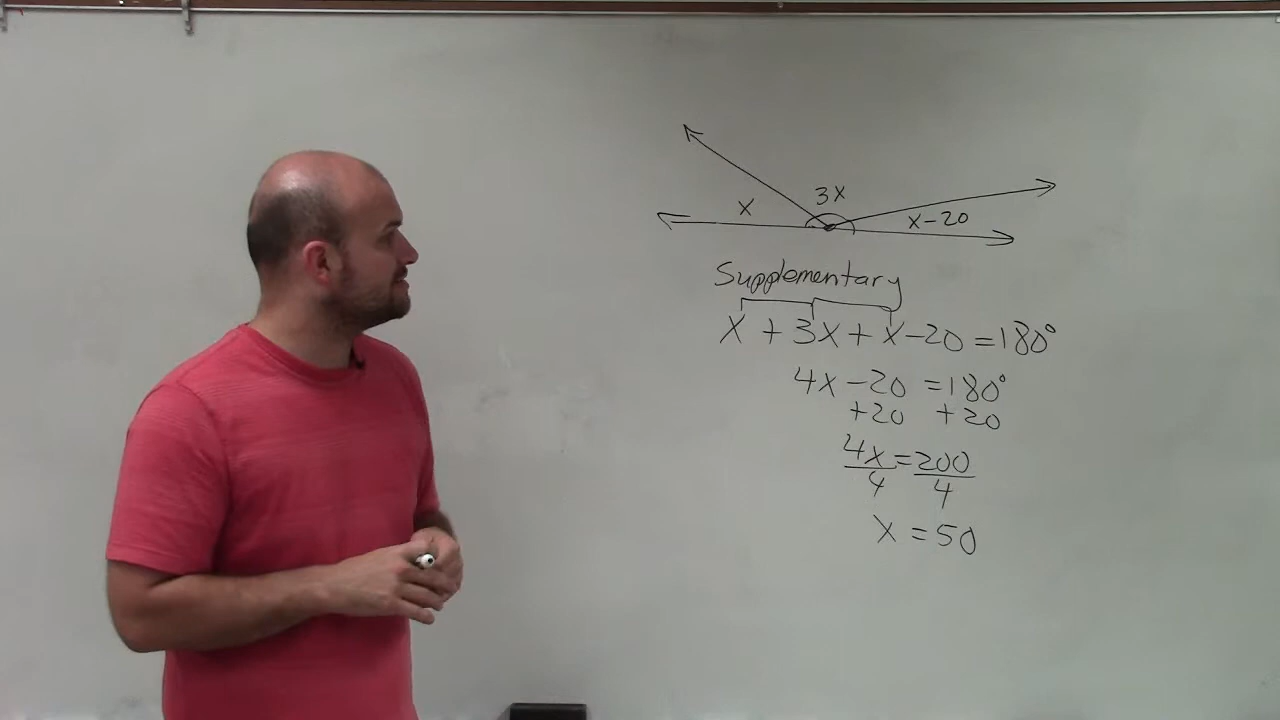 3x
x
x-20
Supplementary
x + 3x + x - 20 = 180°
4x - 20 = 180°
+20 +20
4x = 200
4 4
x = 50